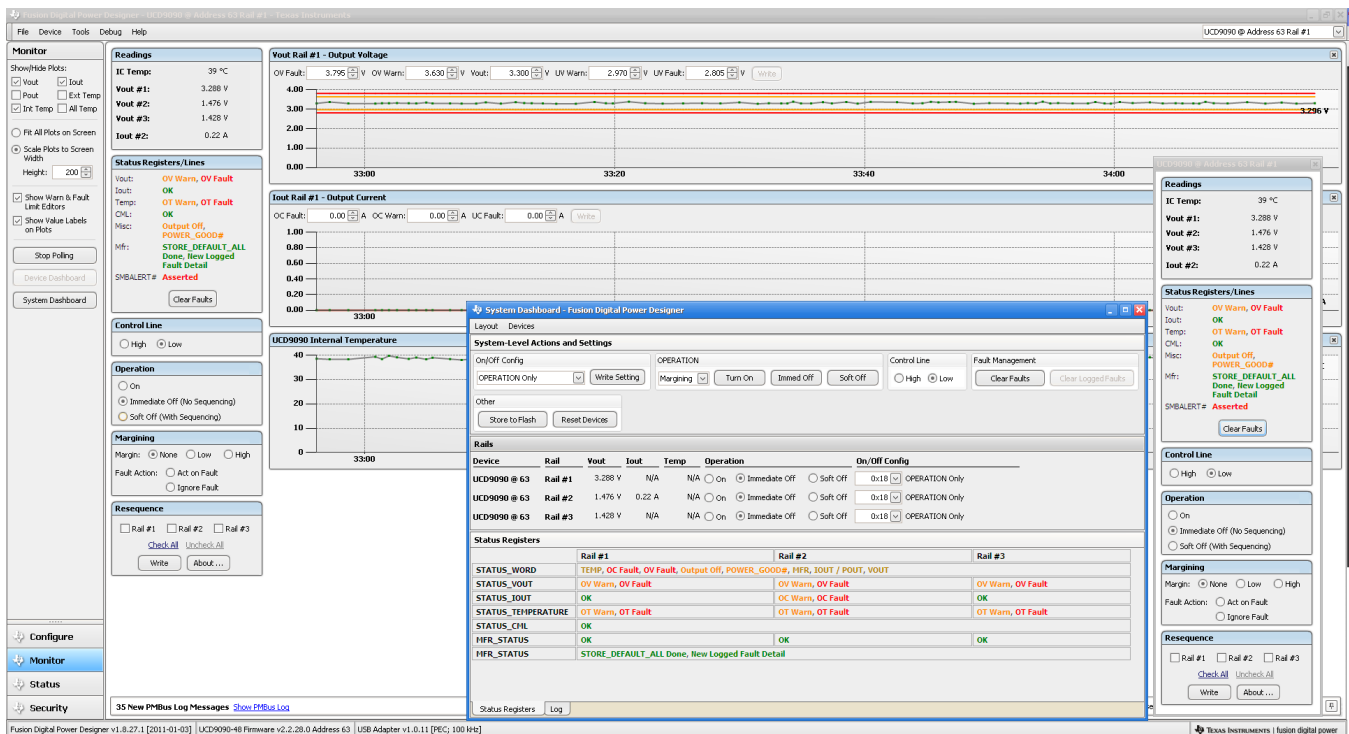 Fusion Digital Power Designer - UCD9090 @ Address 63 Rail #1 - Texas Instruments
File Device Tools Debug Help
UCD9090 @ Address 63 Rail #1
Monitor
Show/Hide Plots:
Vout Iout
Pout Ext Temp
Int Temp All Temp
Fit All Plots on Screen
Scale Plots to Screen
Width
Height: 200
Show Warn & Fault
Limit Editors
Show Value Labels
on Plots
Stop Polling
Device Dashboard
System Dashboard
Configure
Monitor
Status
Security
Readings
IC Temp: 39 °C
Vout #1: 3.288 V
Vout #2: 1.476 V
Vout #3: 1.428 V
Iout #2: 0.22 A
Status Registers/Lines
Vout: OV Warn, OV Fault
Iout: OK
Temp: OT Warn, OT Fault
CML: OK
Misc: Output Off,
POWER_GOOD#
Mfr: STORE_DEFAULT_ALL
Done, New Logged
Fault Detail
SMBALERT# Asserted
Clear Faults
Control Line
High Low
Operation
On
Immediate Off (No Sequencing)
Soft Off (With Sequencing)
Margining
Margin: None Low High
Fault Action: Act on Fault
Ignore Fault
Resequence
Rail #1 Rail #2 Rail #3
Check All Uncheck All
Write About ...
Vout Rail #1 - Output Voltage
OV Fault: 3.795 V OV Warn: 3.630 V Vout: 3.300 V UV Warn: 2.970 V UV Fault: 2.805 V Write
4.00
3.00
2.00
1.00
0.00
3.296 V
33:00 33:20 33:40 34:00
Iout Rail #1 - Output Current
OC Fault: 0.00 A OC Warn: 0.00 A UC Fault: 0.00 A Write
1.00
0.80
0.60
0.40
0.20
0.00
33:00
UCD9090 Internal Temperature
40
30
20
10
0
33:00
System Dashboard - Fusion Digital Power Designer
Layout Devices
System-Level Actions and Settings
On/Off Config OPERATION Control Line Fault Management
OPERATION Only Write Setting Margining Turn On Immed Off Soft Off High Low Clear Faults Clear Logged Faults
Other
Store to Flash Reset Devices
Rails
Device Rail Vout Iout Temp Operation On/Off Config
UCD9090 @ 63 Rail #1 3.288 V N/A N/A On Immediate Off Soft Off 0x18 OPERATION Only
UCD9090 @ 63 Rail #2 1.476 V 0.22 A N/A On Immediate Off Soft Off 0x18 OPERATION Only
UCD9090 @ 63 Rail #3 1.428 V N/A N/A On Immediate Off Soft Off 0x18 OPERATION Only
Status Registers
Rail #1 Rail #2 Rail #3
STATUS_WORD TEMP, OC Fault, OV Fault, Output Off, POWER_GOOD#, MFR, IOUT / POUT, VOUT
STATUS_VOUT OV Warn, OV Fault OV Warn, OV Fault OV Warn, OV Fault
STATUS_IOUT OK OC Warn, OC Fault OK
STATUS_TEMPERATURE OT Warn, OT Fault OT Warn, OT Fault OT Warn, OT Fault
STATUS_CML OK
MFR_STATUS OK OK OK
MFR_STATUS STORE_DEFAULT_ALL Done, New Logged Fault Detail
Status Registers Log
UCD9090 @ Address 63 Rail #1
Readings
IC Temp: 39 °C
Vout #1: 3.288 V
Vout #2: 1.476 V
Vout #3: 1.428 V
Iout #2: 0.22 A
Status Registers/Lines
Vout: OV Warn, OV Fault
Iout: OK
Temp: OT Warn, OT Fault
CML: OK
Misc: Output Off,
POWER_GOOD#
Mfr: STORE_DEFAULT_ALL
Done, New Logged
Fault Detail
SMBALERT# Asserted
Clear Faults
Control Line
High Low
Operation
On
Immediate Off (No Sequencing)
Soft Off (With Sequencing)
Margining
Margin: None Low High
Fault Action: Act on Fault
Ignore Fault
Resequence
Rail #1 Rail #2 Rail #3
Check All Uncheck All
Write About ...
35 New PMBus Log Messages Show PMBus Log
Fusion Digital Power Designer v1.8.27.1 [2011-01-03] UCD9090-48 Firmware v2.2.28.0 Address 63 USB Adapter v1.0.11 [PEC; 100 kHz] TEXAS INSTRUMENTS | fusion digital power